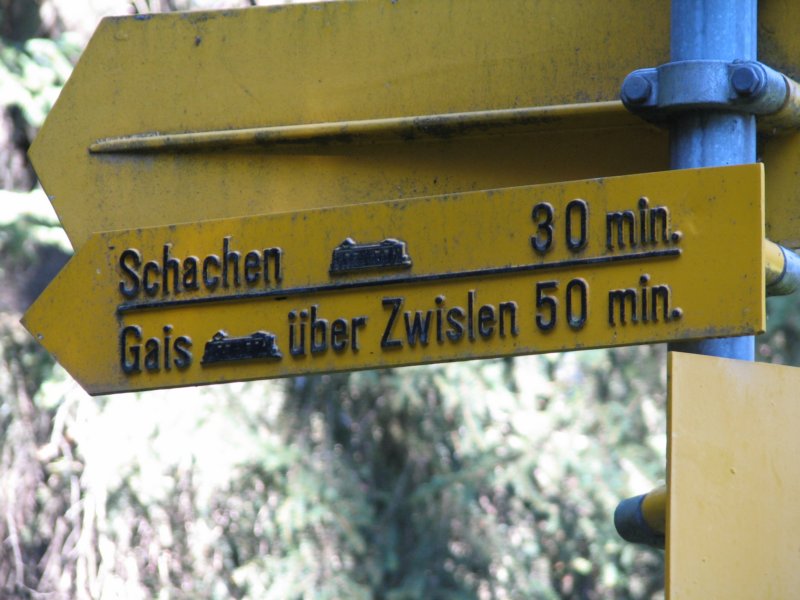 Schachen 30 min.
Gais über Zwislen 50 min.